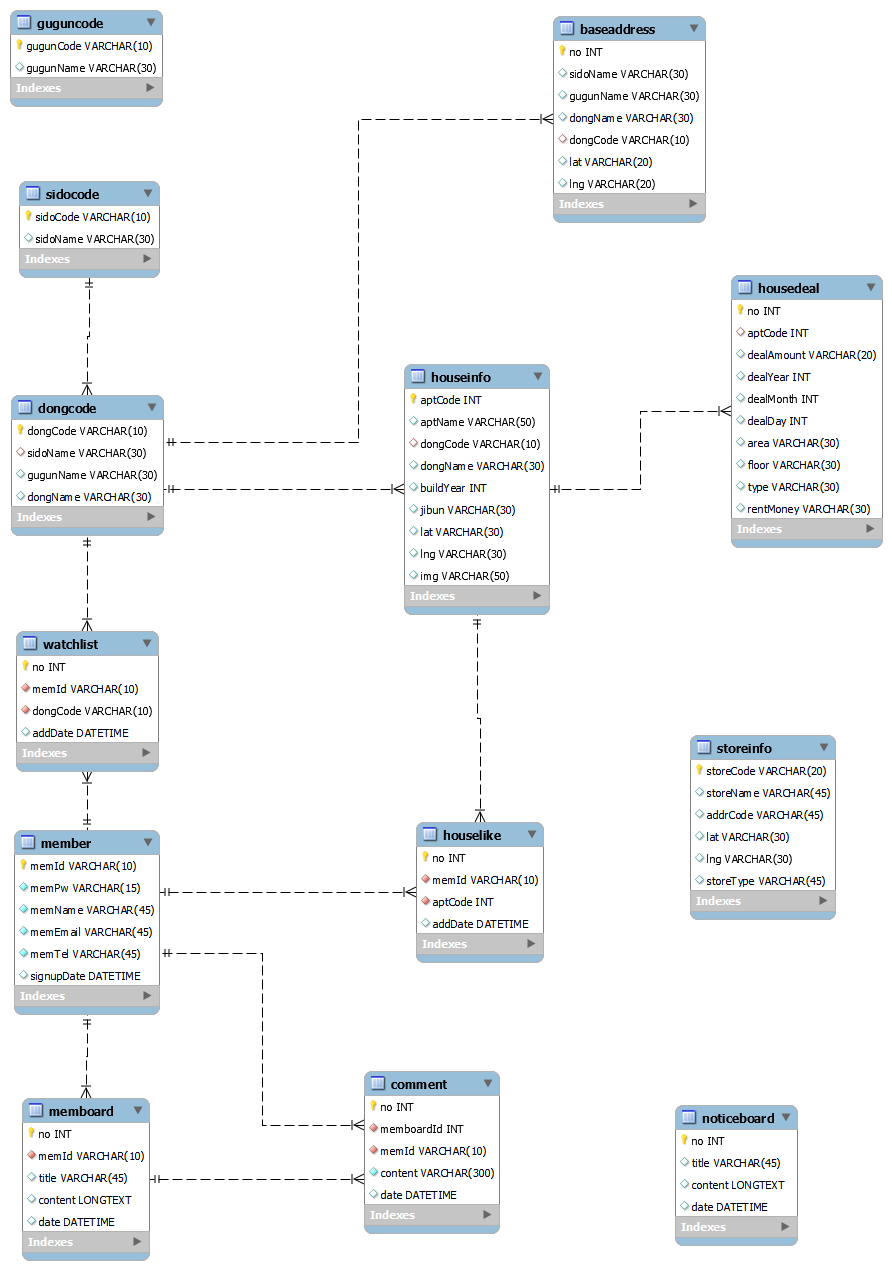 guguncode
gugunCode VARCHAR(10)
gugunName VARCHAR(30)
Indexes
baseaddress
no INT
sidoName VARCHAR(30)
gugunName VARCHAR(30)
dongName VARCHAR(30)
dongCode VARCHAR(10)
lat VARCHAR(20)
lng VARCHAR(20)
Indexes
sidocode
sidoCode VARCHAR(10)
sidoName VARCHAR(30)
Indexes
housedeal
no INT
aptCode INT
dealAmount VARCHAR(20)
dealYear INT
dealMonth INT
dealDay INT
area VARCHAR(30)
floor VARCHAR(30)
type VARCHAR(30)
rentMoney VARCHAR(30)
Indexes
houseinfo
aptCode INT
aptName VARCHAR(50)
dongCode VARCHAR(10)
dongName VARCHAR(30)
buildYear INT
jibun VARCHAR(30)
lat VARCHAR(30)
lng VARCHAR(30)
img VARCHAR(50)
Indexes
dongcode
dongCode VARCHAR(10)
sidoName VARCHAR(30)
gugunName VARCHAR(30)
dongName VARCHAR(30)
Indexes
watchlist
no INT
memId VARCHAR(10)
dongCode VARCHAR(10)
addDate DATETIME
Indexes
storeinfo
storeCode VARCHAR(20)
storeName VARCHAR(45)
addrCode VARCHAR(45)
lat VARCHAR(30)
lng VARCHAR(30)
storeType VARCHAR(45)
Indexes
member
memId VARCHAR(10)
memPw VARCHAR(15)
memName VARCHAR(45)
memEmail VARCHAR(45)
memTel VARCHAR(45)
signupDate DATETIME
Indexes
houselike
no INT
memId VARCHAR(10)
aptCode INT
addDate DATETIME
Indexes
comment
no INT
memboardId INT
memId VARCHAR(10)
content VARCHAR(300)
date DATETIME
Indexes
memboard
no INT
memId VARCHAR(10)
title VARCHAR(45)
content LONGTEXT
date DATETIME
Indexes
noticeboard
no INT
title VARCHAR(45)
content LONGTEXT
date DATETIME
Indexes